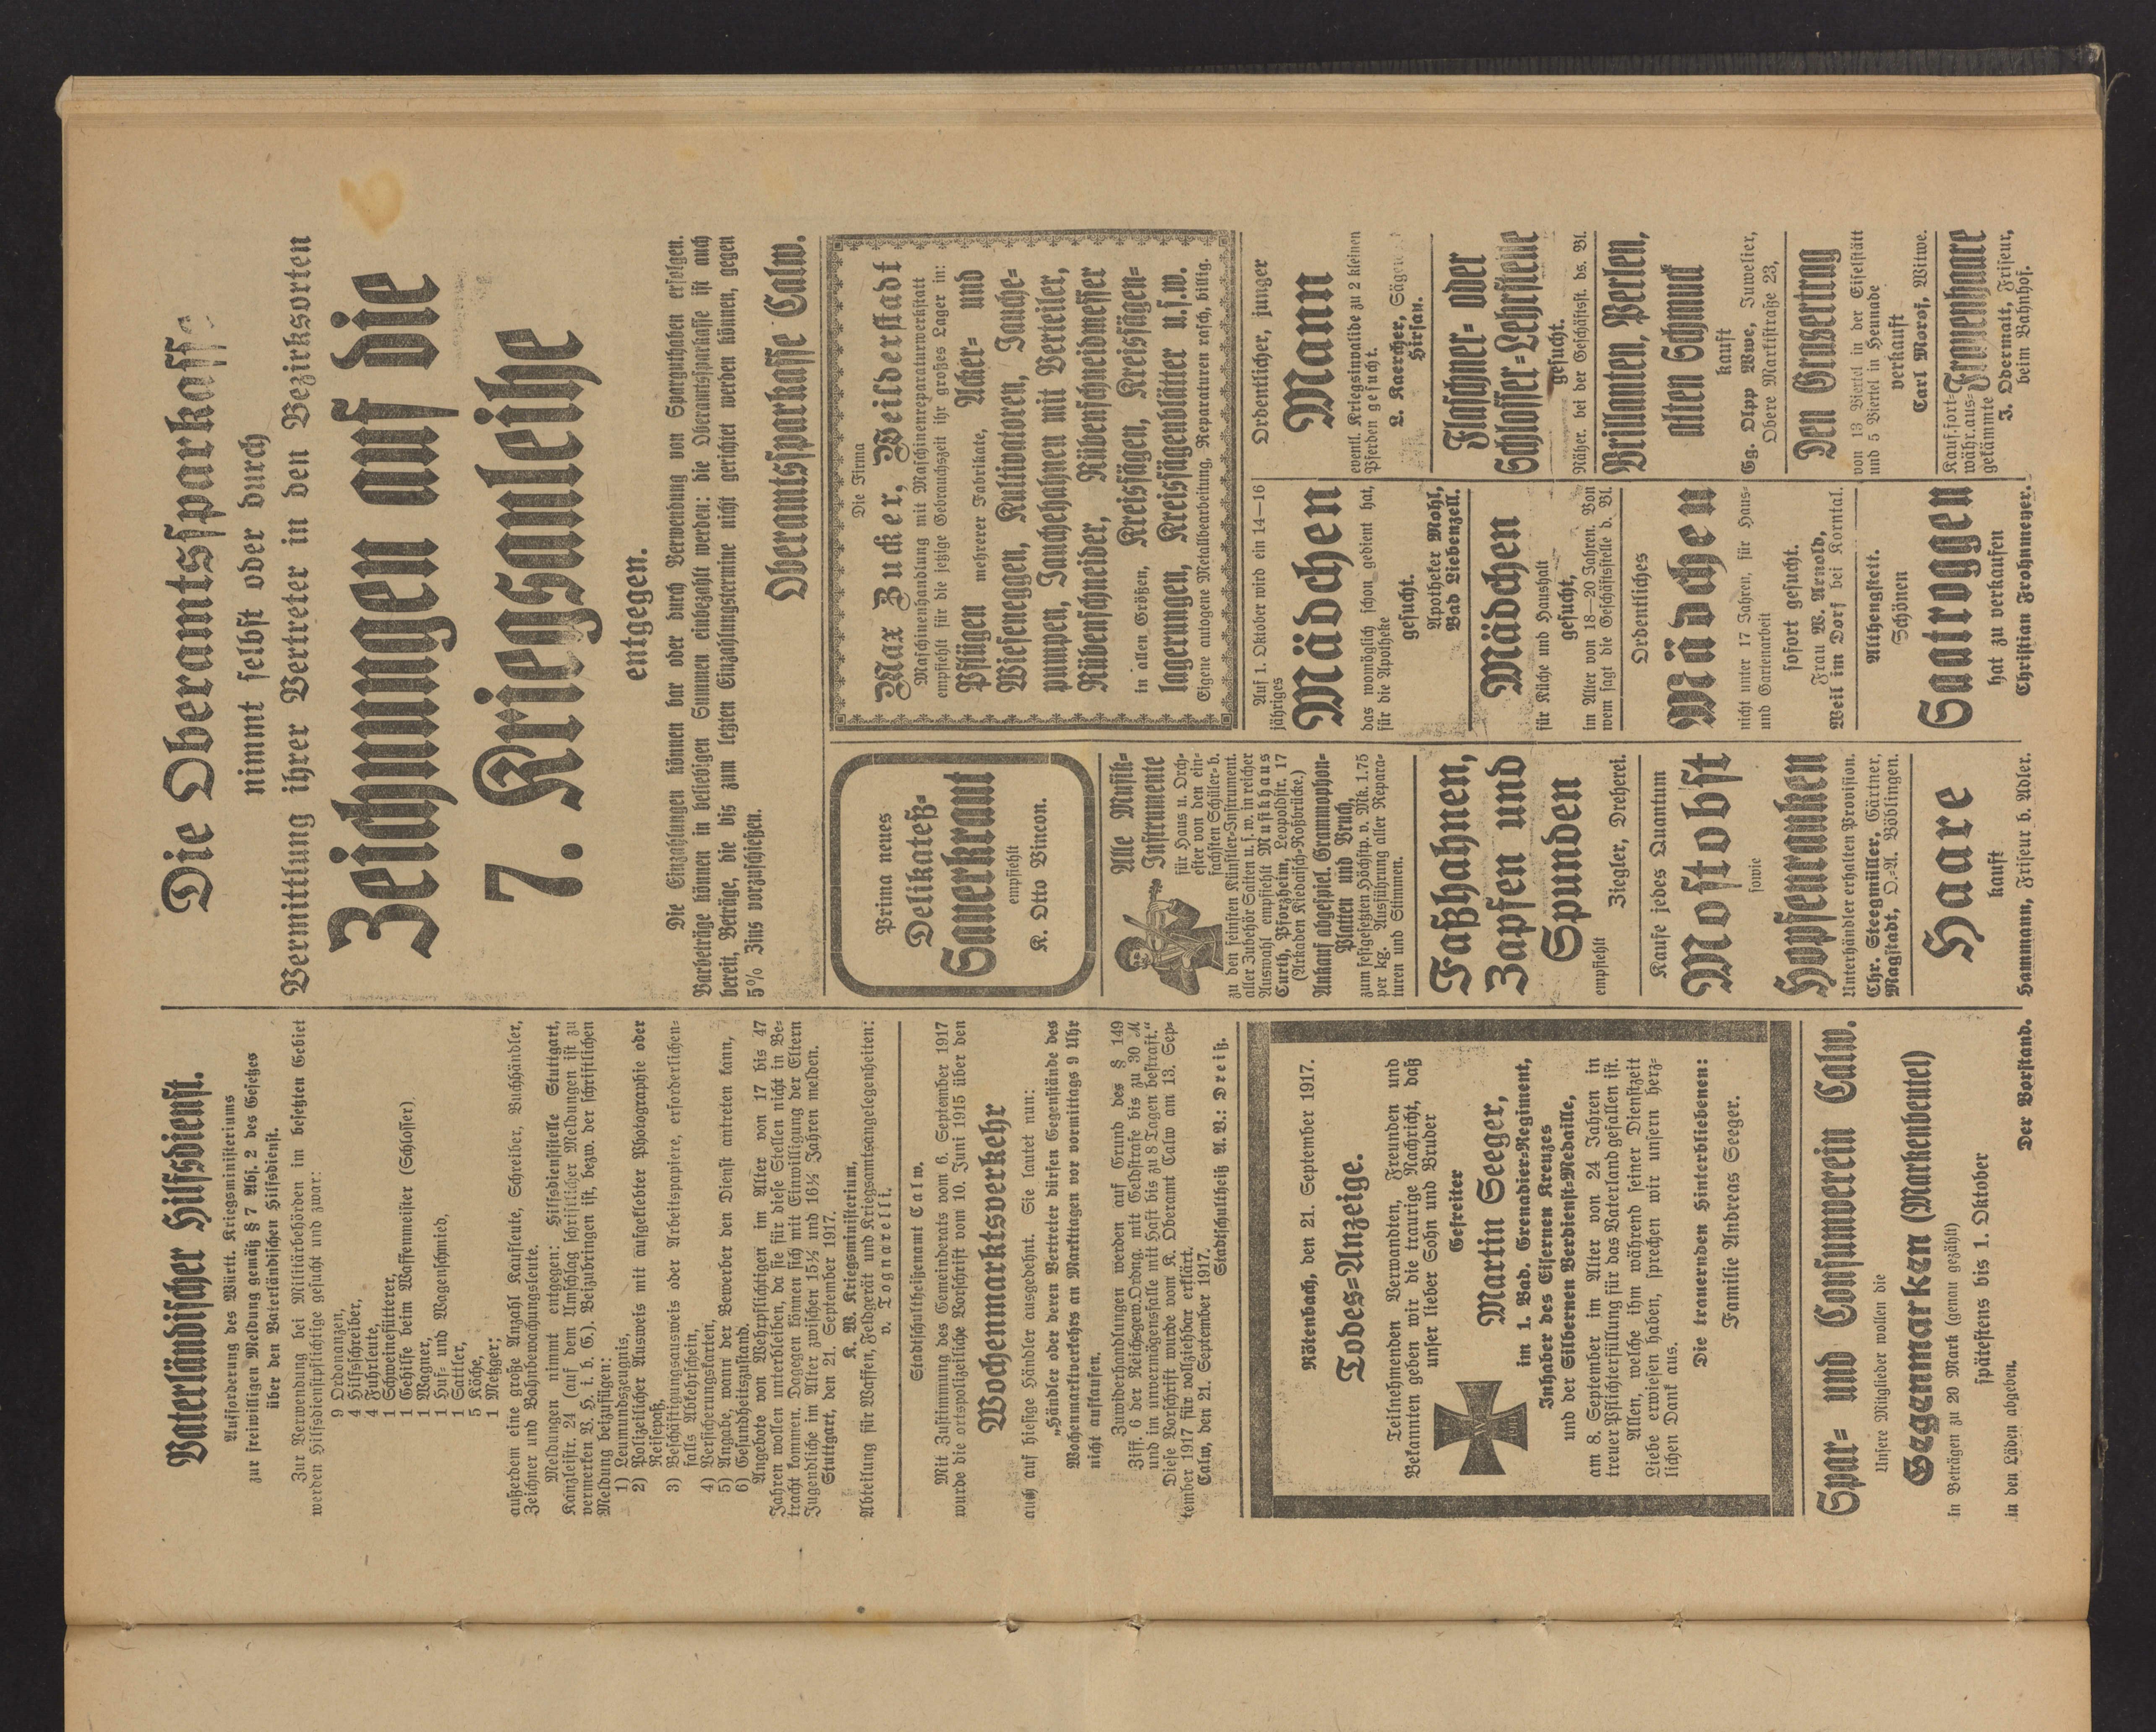 Vaterländischer Hilfsdienst.
Aufforderung des Württ. Kriegsministeriums
zur freiwilligen Meldung gemäß § 7 Abs. 2 des Gesetzes
über den Vaterländischen Hilfsdienst.
Zur Verwendung bei Militärbehörden im besetzten Gebiet
werden Hilfsdienstpflichtige gesucht und zwar:
9 Ordonanzen,
4 Hilfsschreiber,
4 Fuhrleute,
1 Schweinefütterer,
1 Gehilfe beim Waffenmeister (Schlosser)
1 Wagner,
1 Huf- und Wagenschmied,
1 Sattler,
5 Köche,
1 Metzger;
außerdem eine große Anzahl Kaufleute, Schreiber, Buchhändler,
Zeichner und Bahnbewachungsleute.
Meldungen nimmt entgegen: Hilfsdienststelle Stuttgart,
Kanzleistr. 24 (auf dem Umschlag schriftlicher Meldungen ist zu
vermerken V. H. i. b. G.). Beizubringen ist, bezw. der schriftlichen
Meldung beizufügen:
1) Leumundszeugnis,
2) Polizeilicher Ausweis mit aufgeklebter Photographie oder
Reisepaß,
3) Beschäftigungsausweis oder Arbeitspapiere, erforderlichen-
falls Abkehrschein,
4) Versicherungskarten,
5) Angabe, wann der Bewerber den Dienst antreten kann,
6) Gesundheitszustand.
Angebote von Wehrpflichtigen im Alter von 17 bis 47
Jahren wollen unterbleiben, da sie für diese Stellen nicht in Be-
tracht kommen. Dagegen können sich mit Einwilligung der Eltern
Jugendliche im Alter zwischen 15½ und 16½ Jahren melden.
Stuttgart, den 21. September 1917.
K. W. Kriegsministerium,
Abteilung für Waffen, Feldgerät und Kriegsamtsangelegenheiten:
v. Tognarelli.
Stadtschultheißenamt Calw.
Mit Zustimmung des Gemeinderats vom 6. September 1917
wurde die ortspolizeiliche Vorschrift vom 10. Juni 1915 über den
Wochenmarktsverkehr
auch auf hiesige Händler ausgedehnt. Sie lautet nun:
„Händler oder deren Vertreter dürfen Gegenstände des
Wochenmarktverkehrs an Markttagen vor vormittags 9 Uhr
nicht aufkaufen.
Zuwiderhandlungen werden auf Grund des § 149
Ziff. 6 der Reichsgew.Ordng. mit Geldstrafe bis zu 30 M
und im unvermögensfalle mit Haft bis zu 8 Tagen bestraft.“
Diese Vorschrift wurde vom K. Oberamt Calw am 13. Sep-
tember 1917 für vollziehbar erklärt.
Calw, den 21. September 1917.
Stadtschultheiß A. V.: Dreiß.
Rötenbach, den 21. September 1917.
Todes-Anzeige.
Teilnehmenden Verwandten, Freunden und
Bekannten geben wir die traurige Nachricht, daß
unser lieber Sohn und Bruder
Gefreiter
Martin Seeger,
im 1. Bad. Grenadier-Regiment,
Inhaber des Eisernen Kreuzes
und der Silbernen Verdienst-Medaille,
am 8. September im Alter von 24 Jahren in
treuer Pflichterfüllung für das Vaterland gefallen ist.
Allen, welche ihm während seiner Dienstzeit
Liebe erwiesen haben, sprechen wir unsern herz-
lichen Dank aus.
Die trauernden Hinterbliebenen:
Familie Andreas Seeger.
Spar- und Consumverein Calw.
Unsere Mitglieder wollen die
Gegenmarken (Markenbeutel)
in Beträgen zu 20 Mark (genau gezählt)
spätestens bis 1. Oktober
in den Läden abgeben.
Der Vorstand.
Die Oberamtssparkasse
nimmt selbst oder durch
Vermittlung ihrer Vertreter in den Bezirksorten
Zeichnungen auf die
7. Kriegsanleihe
entgegen.
Die Einzahlungen können bar oder durch Verwendung von Sparguthaben erfolgen.
Barbeträge können in beliebigen Summen einbezahlt werden: die Oberamtssparkasse ist auch
bereit, Beträge, die bis zum letzten Einzahlungstermine nicht gerichtet werden können, gegen
5% Zins vorzuschießen.
Oberamtssparkasse Calw.
Prima neues
Delikateß-
Sauerkraut
empfiehlt
K. Otto Vincon.
Alle Musik-
Instrumente
für Haus u. Orch-
ester von den ein-
fachsten Schüler- b.
zu den feinsten Künstler-Instrument.
aller Zubehör Saiten u. s. w. in reicher
Auswahl empfiehlt Musikhaus
Curth, Pforzheim, Leopoldstr. 17
(Arkaden Kiedaisch-Roßbrücke.)
Ankauf abgespiel. Grammophon-
Platten und Bruch,
zum festgesetzten Höchstp. v. Mk. 1.75
per kg. Ausführung aller Repara-
turen und Stimmen.
Faßhahnen,
Zapfen und
Spunden
empfiehlt Ziegler, Dreherei.
Kaufe jedes Quantum
Mostobst
sowie
Hopfenranken
Unterhändler erhalten Provision.
Chr. Steegmüller, Gärtner,
Magstadt, O.-A. Böblingen.
Haare
kauft
Hammann, Friseur b. Adler.
Die Firma
Max Bucker, Weilderstadt
Maschinenhandlung mit Maschinenreparaturwerkstatt
empfiehlt für die jetzige Gebrauchszeit ihr großes Lager in:
Pflügen mehrerer Fabrikate, Acker- und
Wieseneggen, Kultivatoren, Jauche-
pumpen, Jauchehahnen mit Verteiler,
Rübenschneider, Rübenschneidmesser
in allen Größen, Kreissägen, Kreissägen-
lagerungen, Kreissägenblätter u.s.w.
Eigene autogene Metallbearbeitung, Reparaturen rasch, billig.
Auf 1. Oktober wird ein 14—16
jähriges
Mädchen
das womöglich schon gedient hat,
für die Apotheke
gesucht.
Apotheker Mohl,
Bad Liebenzell.
Mädchen
für Küche und Haushalt
gesucht,
im Alter von 18—20 Jahren. Von
wem sagt die Geschäftsstelle d. Bl.
Ordentliches
Mädchen
nicht unter 17 Jahren, für Haus-
und Gartenarbeit
sofort gesucht.
Frau W. Arnold,
Weil im Dorf bei Korntal.
Althengstett.
Schönen
Saatroggen
hat zu verkaufen
Christian Frohnmeyer.
Ordentlicher, junger
Mann
eventl. Kriegsinvalide zu 2 kleinen
Pferden gesucht.
L. Kaercher,
Hirsau.
Flaschner- oder
Schlosser-Lehrstelle
gesucht.
Näher. bei der Geschäftsst. ds. Bl.
Brillanten, Perlen,
alten Schmuck
kauft
Gg. Olpp Wwe, Juwelier,
Obere Marktstraße 23,
Den Grasertrag
von 13 Viertel in der Eiselstätt
und 5 Viertel in Heunade
verkauft
Carl Morof, Witwe.
Kauf. fort-
währ. aus-
gekämmte
Frauenhaare
J. Odermatt, Friseur,
beim Bahnhof.